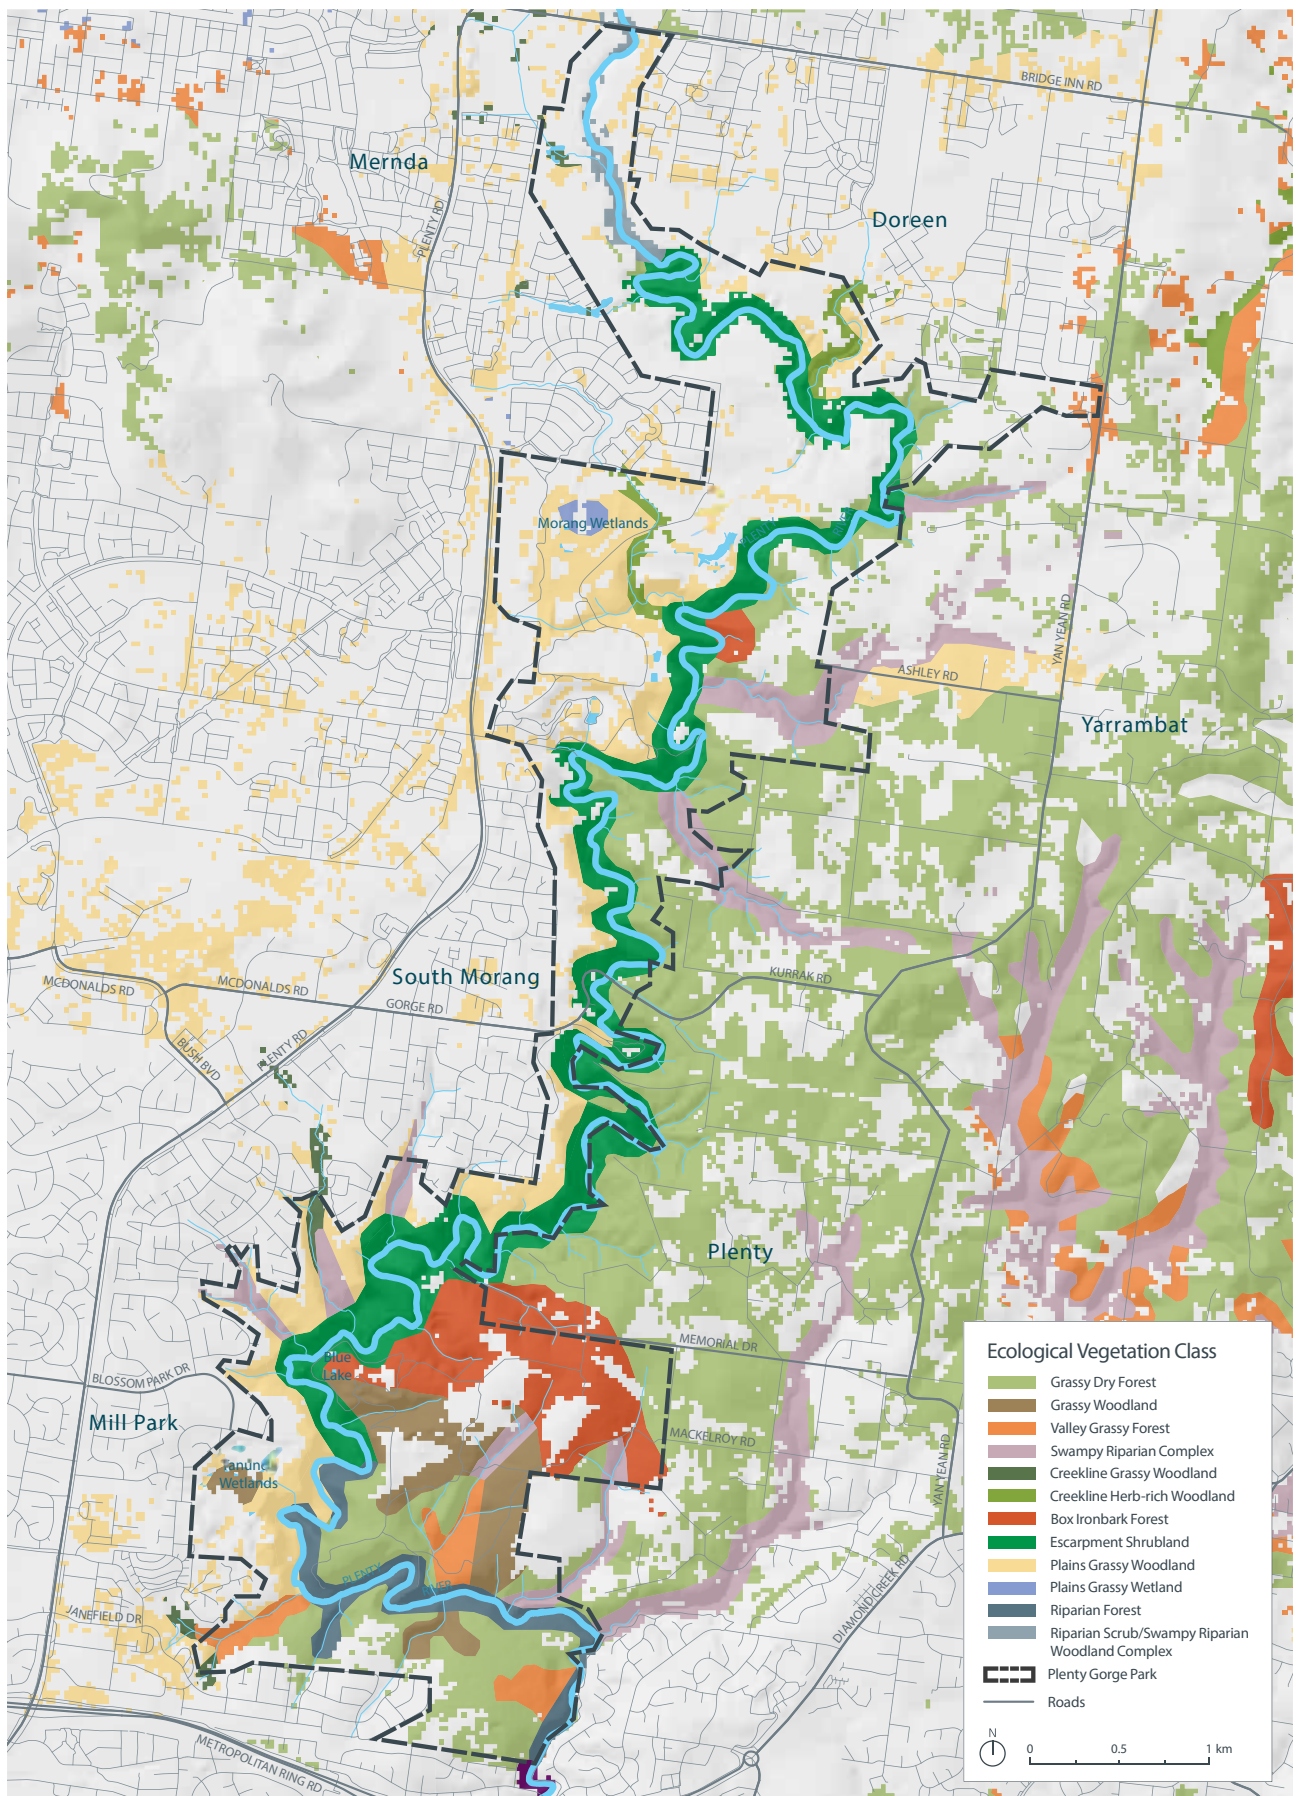 BRIDGE INN RD
Mernda
Doreen
PLENTY RD
Morang Wetlands
PLENTY
YAN YEAN RD
ASHLEY RD
Yarrambat
South Morang
KURRAK RD
MCDONALDS RD
MCDONALDS RD
GORGE RD
BUSH BVD
PLENTY RD
Plenty
MEMORIAL DR
Blue
Lake
BLOSSOM PARK DR
Mill Park
MACKELROY RD
YAN YEAN RD
Wetlands
PLENTY
RIVER
JANEFIELD DR
DIAMOND CREEK RD
METROPOLITAN RING RD
Ecological Vegetation Class
Grassy Dry Forest
Grassy Woodland
Valley Grassy Forest
Swampy Riparian Complex
Creekline Grassy Woodland
Creekline Herb-rich Woodland
Box Ironbark Forest
Escarpment Shrubland
Plains Grassy Woodland
Plains Grassy Wetland
Riparian Forest
Riparian Scrub/Swampy Riparian
Woodland Complex
Plenty Gorge Park
Roads
N
0 0.5 1 km